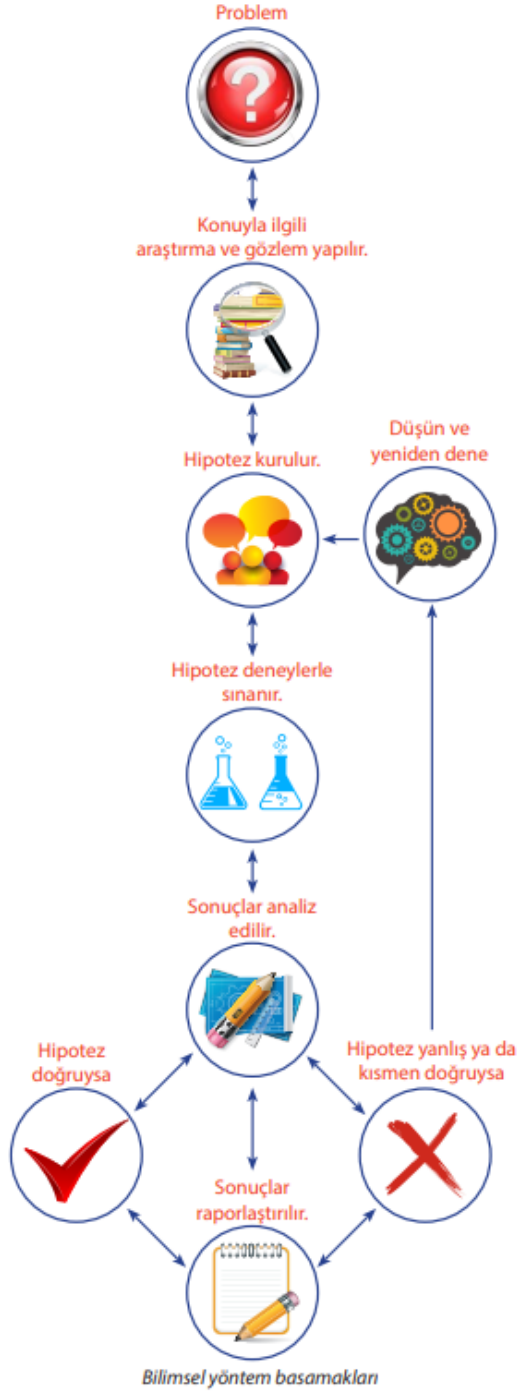 Problem
Konuyla ilgili
araştırma ve gözlem yapılır.
Hipotez kurulur.
Düşün ve
yeniden dene
Hipotez deneylerle
sınanır.
Sonuçlar analiz
edilir.
Hipotez
doğruysa
Hipotez yanlış ya da
kısmen doğruysa
Sonuçlar
raporlaştırılır.
Bilimsel yöntem basamakları